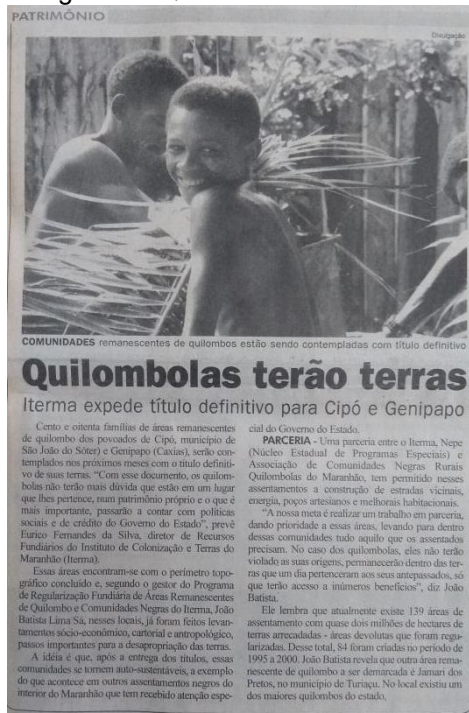 PATRIMÔNIO
Divulgação
COMUNIDADES remanescentes de quilombos estão sendo contempladas com título definitivo
Quilombolas terão terras
Iterma expede título definitivo para Cipó e Genipapo
Cento e oitenta famílias de áreas remanescentes
de quilombo dos povoados de Cipó, município de
São João do Sóter) e Genipapo (Caxias), serão con-
templados nos próximos meses com o título definiti-
vo de suas terras. “Com esse documento, os quilom-
bolas não terão mais dúvida que estão em um lugar
que lhes pertence, num patrimônio próprio e o que é
mais importante, passarão a contar com políticas
sociais e de crédito do Governo do Estado”, prevê
Eurico Fernandes da Silva, diretor de Recursos
Fundiários do Instituto de Colonização e Terras do
Maranhão (Iterma).
Essas áreas encontram-se com o perímetro topo-
gráfico concluído e, segundo o gestor do Programa
de Regularização Fundiária de Áreas Remanescentes
de Quilombo e Comunidades Negras do Iterma, João
Batista Lima Sá, nesses locais, já foram feitos levan-
tamentos sócio-econômico, cartorial e antropológico,
passos importantes para a desapropriação das terras.
A idéia é que, após a entrega dos títulos, essas
comunidades se tornem auto-sustentáveis, a exemplo
do que acontece em outros assentamentos negros do
interior do Maranhão que tem recebido atenção espe-
cial do Governo do Estado.
PARCERIA - Uma parceria entre o Iterma, Nepe
(Núcleo Estadual de Programas Especiais) e
Associação de Comunidades Negras Rurais
Quilombolas do Maranhão, tem permitido nesses
assentamentos a construção de estradas vicinais,
energia, poços artesianos e melhorias habitacionais.
“A nossa meta é realizar um trabalho em parceria,
dando prioridade a essas áreas, levando para dentro
dessas comunidades tudo aquilo que os assentados
precisam. No caso dos quilombolas, eles não terão
violado as suas origens, permanecerão dentro das ter-
ras que um dia pertenceram aos seus antepassados, só
que terão acesso a inúmeros benefícios”, diz João
Batista.
Ele lembra que atualmente existe 139 áreas de
assentamento com quase dois milhões de hectares de
terras arrecadadas - áreas devolutas que foram regu-
larizadas. Desse total, 84 foram criadas no período de
1995 a 2000. João Batista revela que outra área rema-
nescente de quilombo a ser demarcada é Jamari dos
Pretos, no município de Turiaçu. No local existiu um
dos maiores quilombos do estado.